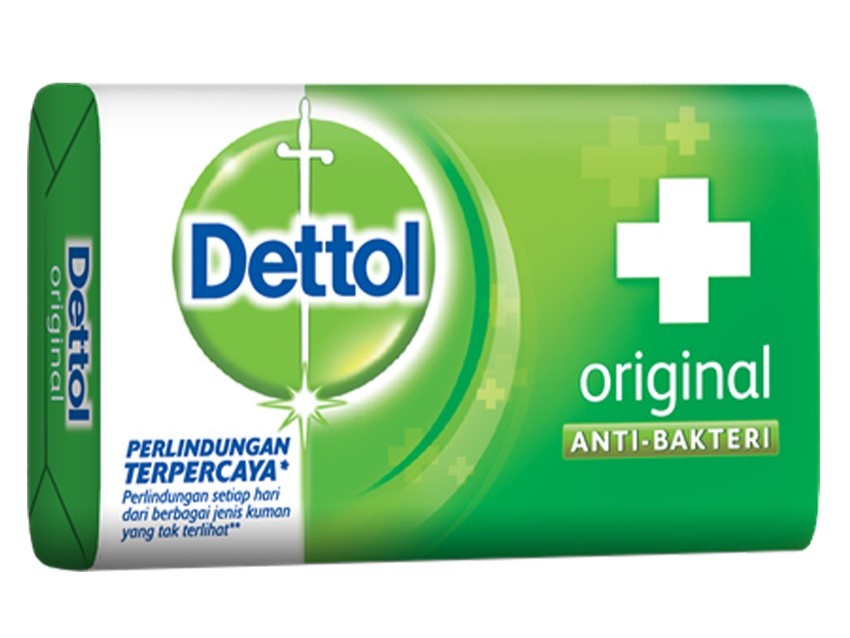 Dettol
original
Dettol
PERLINDUNGAN
TERPERCAYA*
Perlindungan setiap hari
dari berbagai jenis kuman
yang tak terlihat**
original
ANTI-BAKTERI